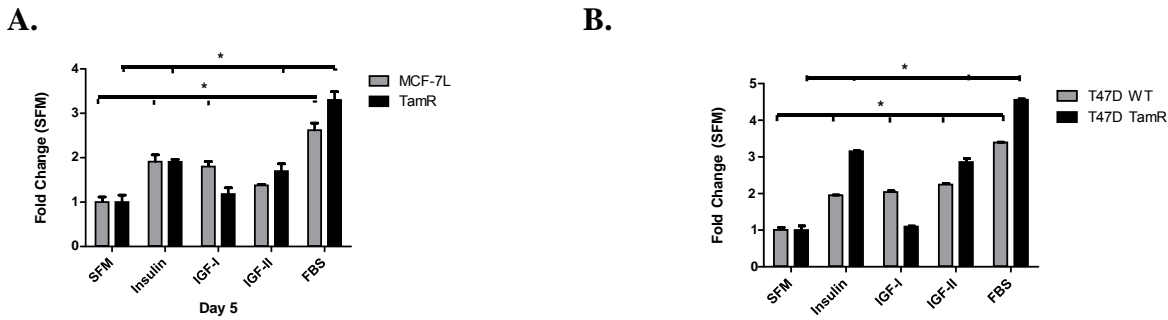 A.
*
*
4
3
2
1
0
Fold Change (SFM)
MCF-7L
TamR
SFM
Insulin
IGF-I
IGF-II
FBS
Day 5
B.
*
*
5
4
3
2
1
0
Fold Change (SFM)
T47D WT
T47D TamR
SFM
Insulin
IGF-I
IGF-II
FBS